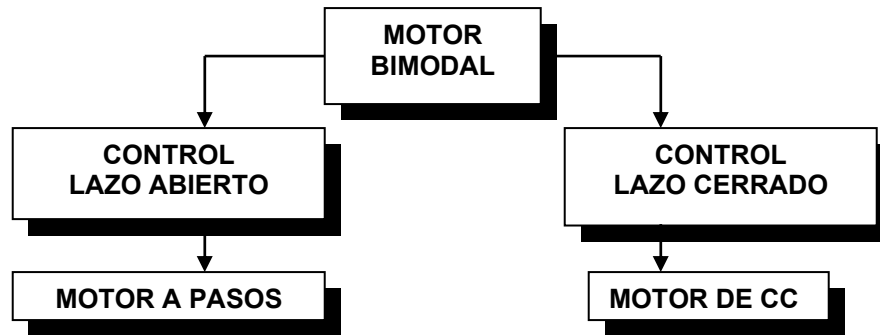 MOTOR
BIMODAL
CONTROL
LAZO ABIERTO
CONTROL
LAZO CERRADO
MOTOR A PASOS
MOTOR DE CC